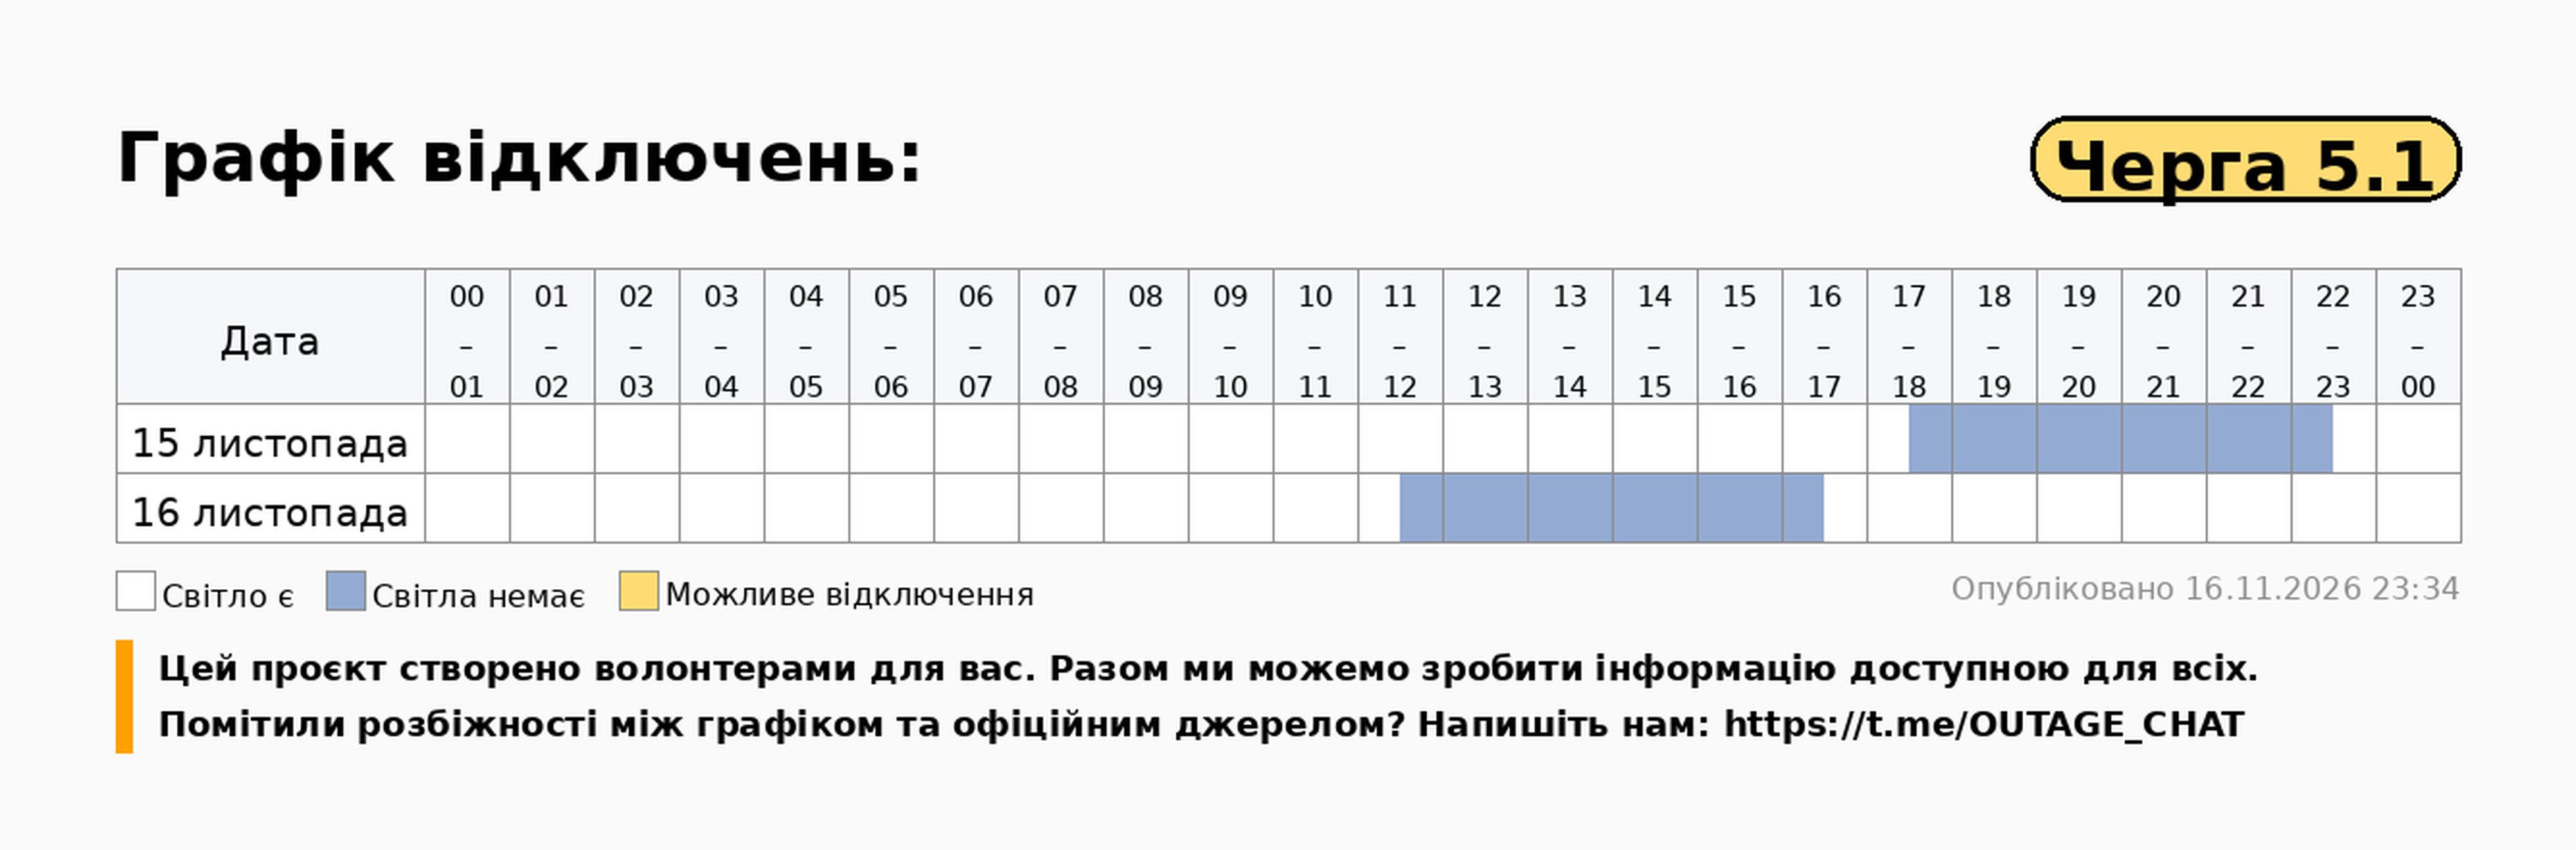 Графік відключень:
Черга 5.1
Дата 00 – 01 01 – 02 02 – 03 03 – 04 04 – 05 05 – 06 06 – 07 07 – 08 08 – 09 09 – 10 10 – 11 11 – 12 12 – 13 13 – 14 14 – 15 15 – 16 16 – 17 17 – 18 18 – 19 19 – 20 20 – 21 21 – 22 22 – 23 23 – 00
15 листопада
16 листопада
Світло є Світла немає Можливе відключення
Опубліковано 16.11.2026 23:34
Цей проєкт створено волонтерами для вас. Разом ми можемо зробити інформацію доступною для всіх.
Помітили розбіжності між графіком та офіційним джерелом? Напишіть нам: https://t.me/OUTAGE_CHAT